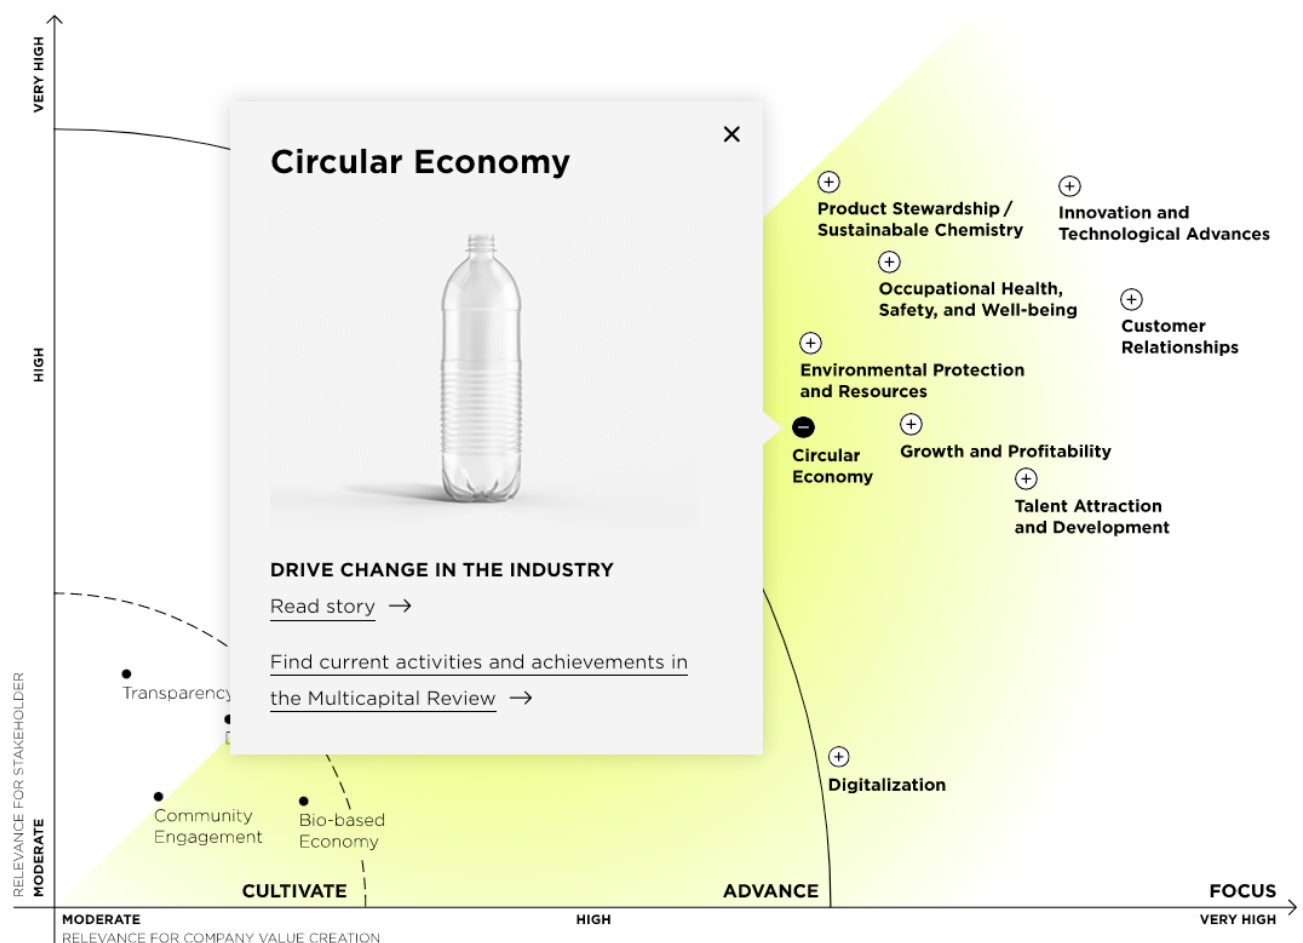 VERY HIGH
HIGH
MODERATE
RELEVANCE FOR STAKEHOLDER
Circular Economy
DRIVE CHANGE IN THE INDUSTRY
Read story
Find current activities and achievements in
the Multicapital Review
Product Stewardship /
Sustainabale Chemistry
Innovation and
Technological Advances
Occupational Health,
Safety, and Well-being
Customer
Relationships
Environmental Protection
and Resources
Circular
Economy
Growth and Profitability
Talent Attraction
and Development
Transparency
Digitalization
Community
Engagement
Bio-based
Economy
CULTIVATE
ADVANCE
FOCUS
MODERATE
HIGH
VERY HIGH
RELEVANCE FOR COMPANY VALUE CREATION